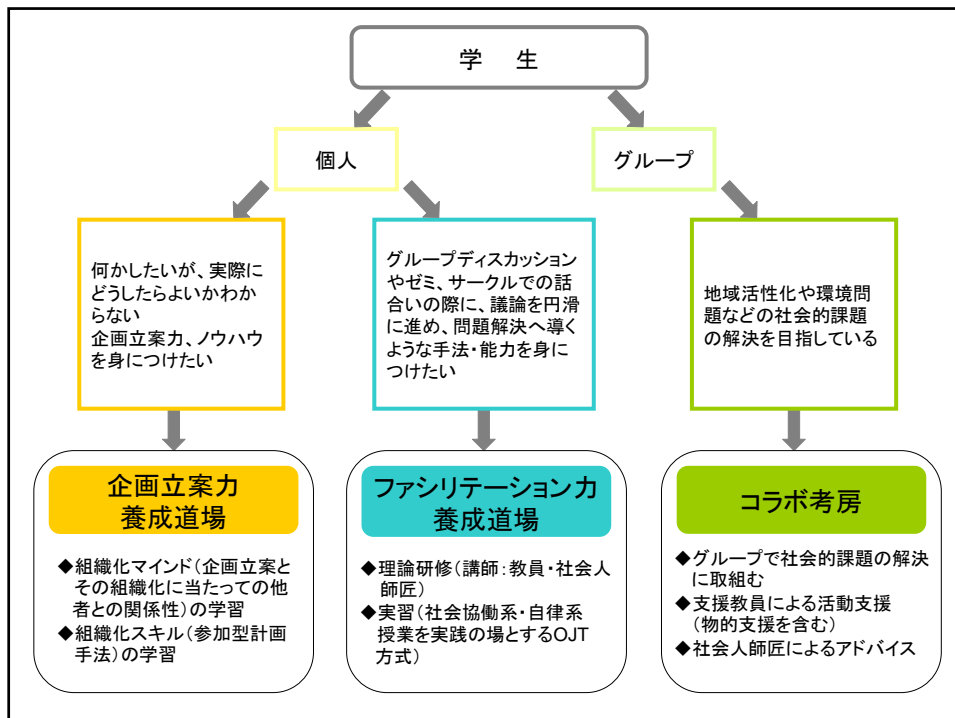 学 生
個人
グループ
何かしたいが、実際に
どうしたらよいかわか
らない
企画立案力、ノウハウ
を身につけたい
グループディスカッション
やゼミ、サークルでの話
合いの際に、議論を円滑
に進め、問題解決へ導く
ような手法・能力を身に
つけたい
地域活性化や環境問
題などの社会的課題
の解決を目指している
企画立案力
養成道場
◆組織化マインド(企画立案と
その組織化に当たっての他
者との関係性)の学習
◆組織化スキル(参加型計画
手法)の学習
ファシリテーション力
養成道場
◆理論研修(講師:教員・社会人
師匠)
◆実習(社会協働系・自律系
授業を実践の場とするOJT
方式)
コラボ考房
◆グループで社会的課題の解決
に取組む
◆支援教員による活動支援
(物的支援を含む)
◆社会人師匠によるアドバイス